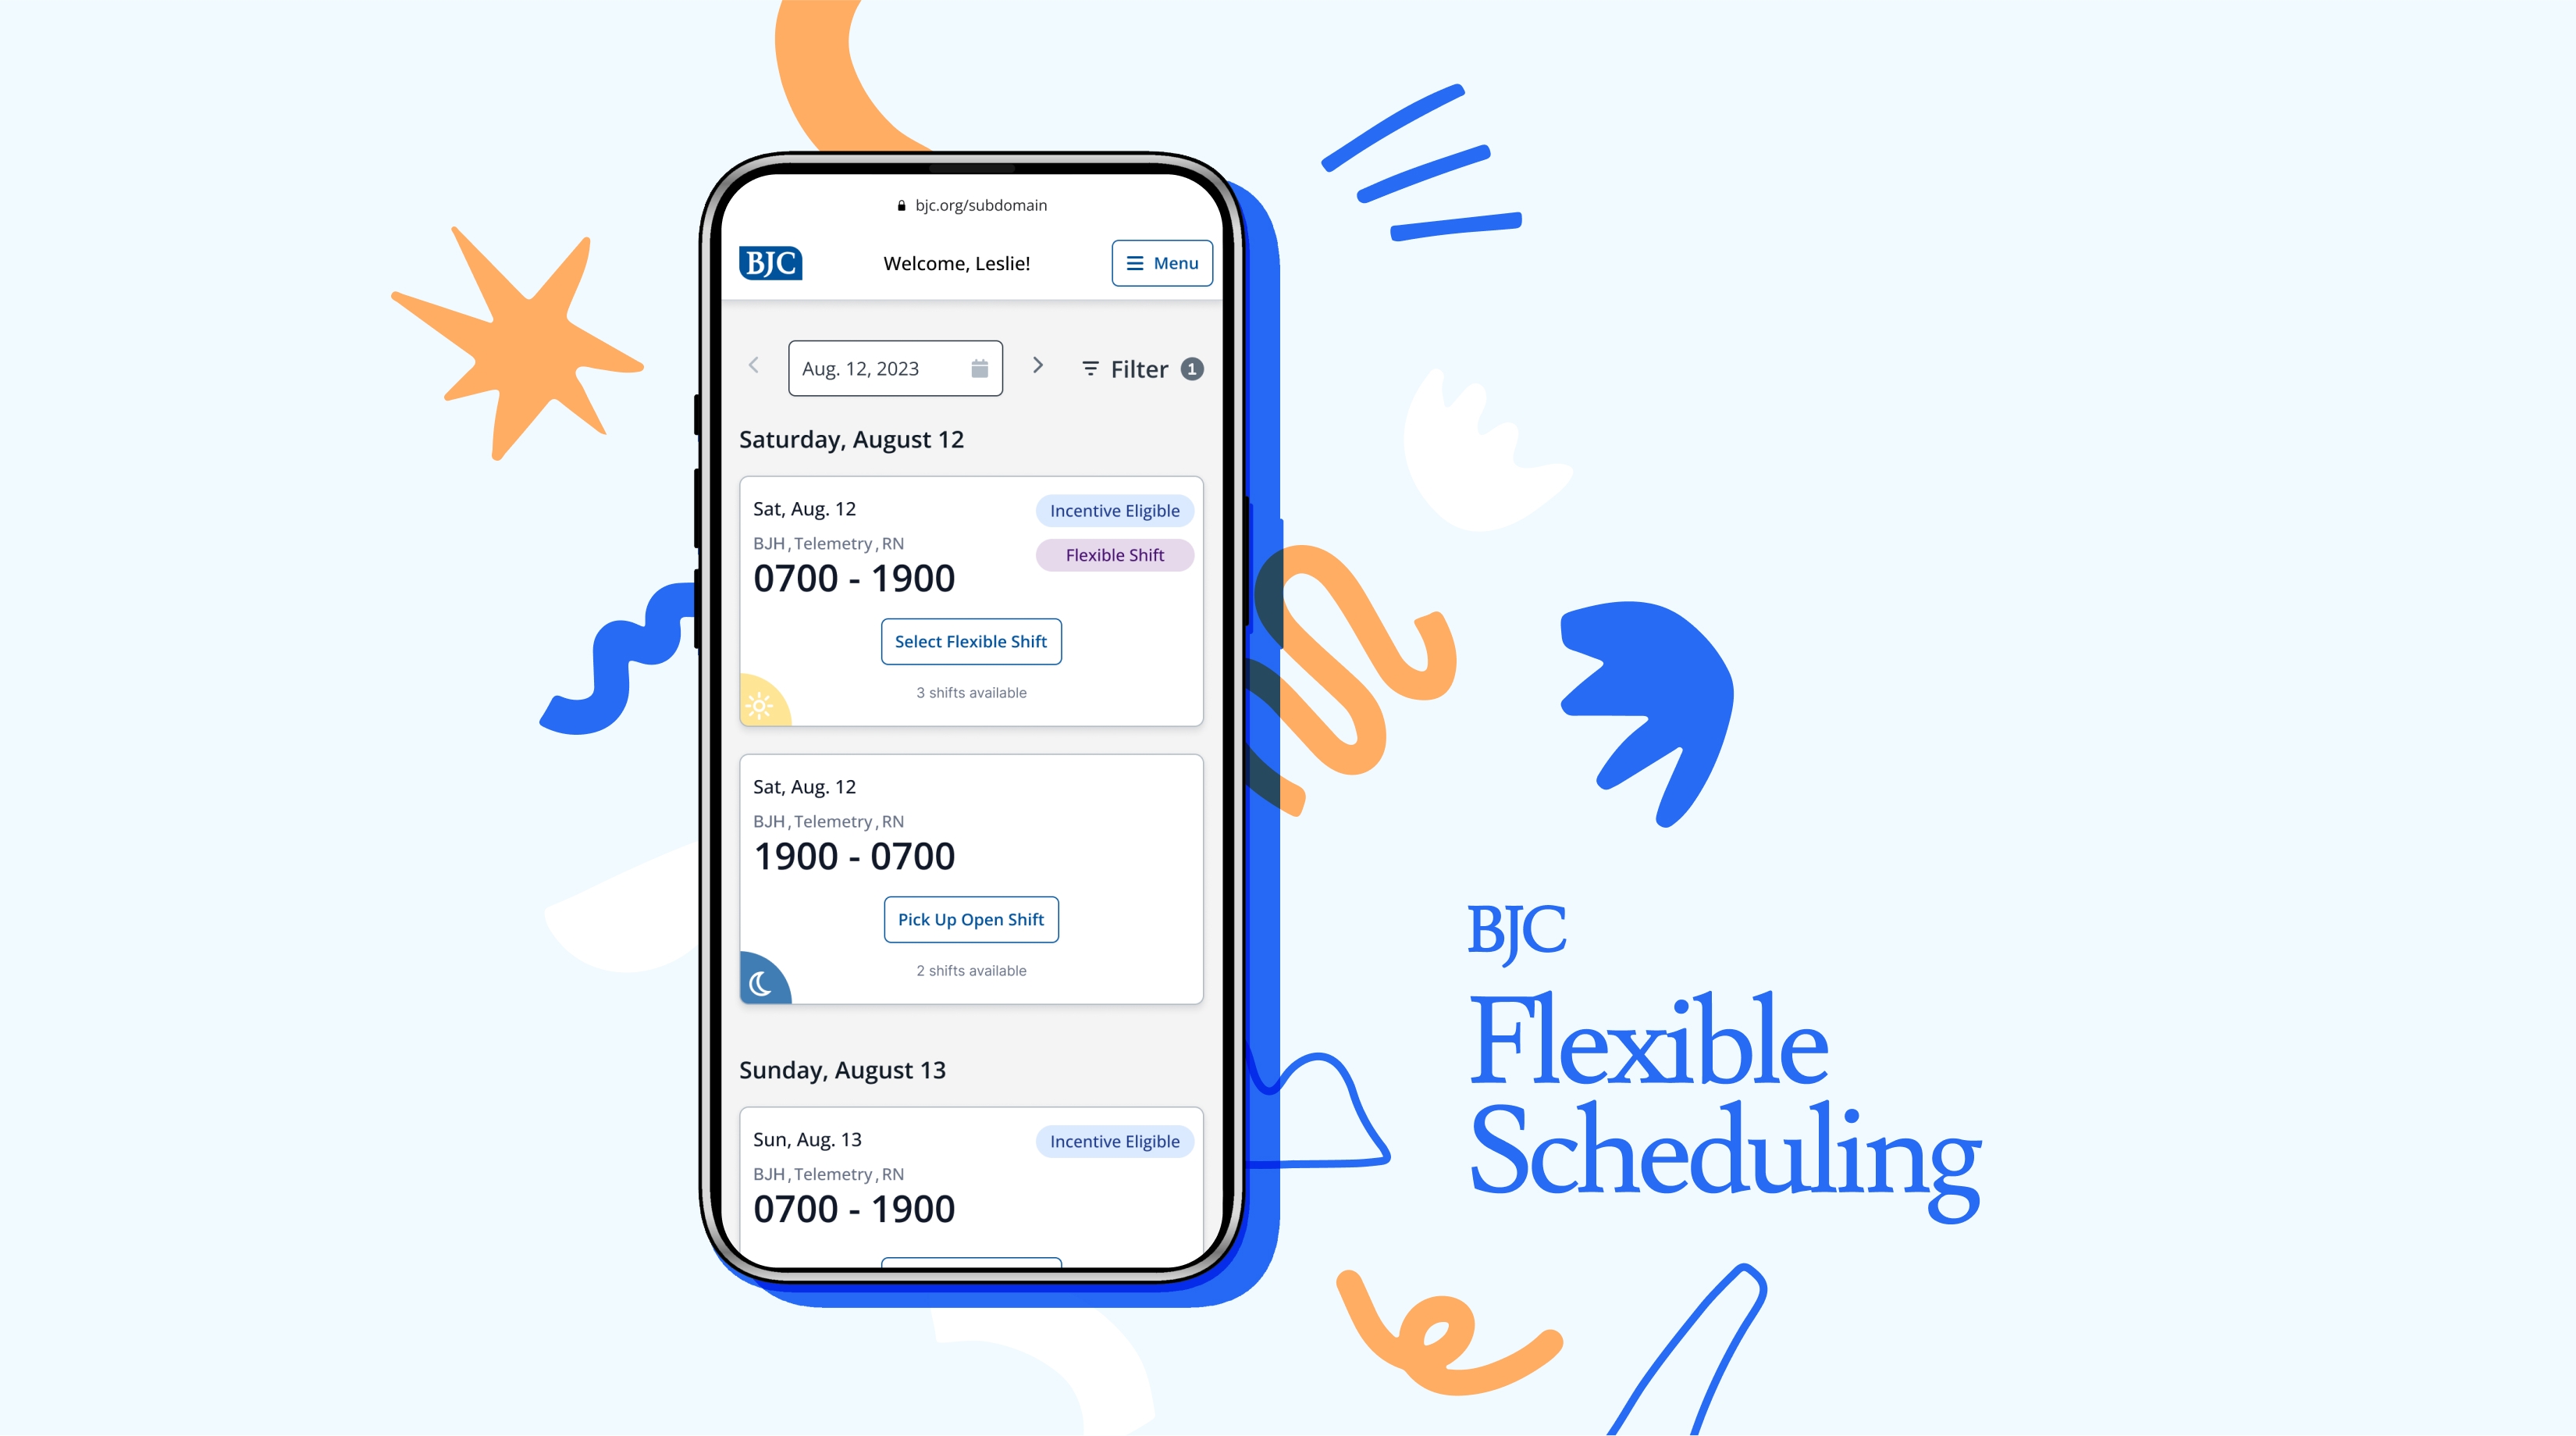 bjc.org/subdomain
BJC
Welcome, Leslie!
Menu
Aug. 12, 2023
Filter 1
Saturday, August 12
Sat, Aug. 12
Incentive Eligible
BJH, Telemetry, RN
Flexible Shift
0700 - 1900
Select Flexible Shift
3 shifts available
Sat, Aug. 12
BJH, Telemetry, RN
1900 - 0700
Pick Up Open Shift
2 shifts available
Sunday, August 13
Sun, Aug. 13
Incentive Eligible
BJH, Telemetry, RN
0700 - 1900
BJC
Flexible
Scheduling